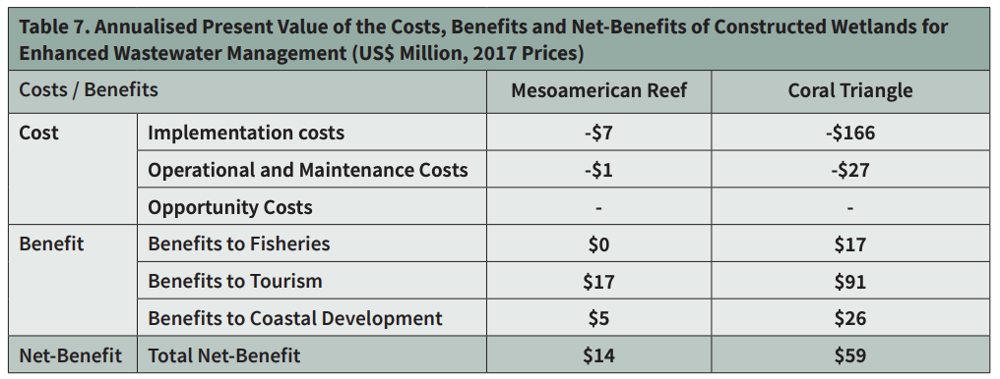 Table 7. Annualised Present Value of the Costs, Benefits and Net-Benefits of Constructed Wetlands for
Enhanced Wastewater Management (US$ Million, 2017 Prices)
Costs / Benefits Mesoamerican Reef Coral Triangle
Cost Implementation costs -$7 -$166
Operational and Maintenance Costs -$1 -$27
Opportunity Costs - -
Benefit Benefits to Fisheries $0 $17
Benefits to Tourism $17 $91
Benefits to Coastal Development $5 $26
Net-Benefit Total Net-Benefit $14 $59